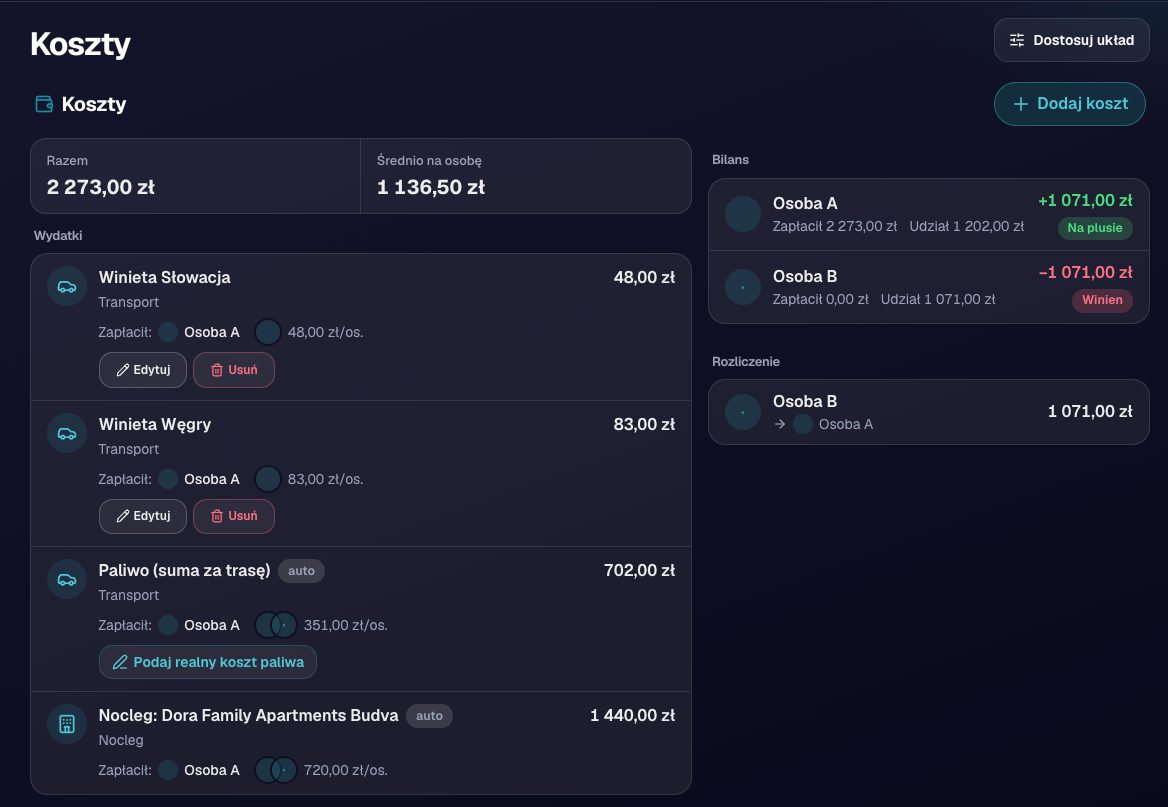 Koszty
Dostosuj układ
Koszty
Dodaj koszt
Razem
2 273,00 zł
Średnio na osobę
1 136,50 zł
Wydatki
Winieta Słowacja
48,00 zł
Transport
Zapłacił: Osoba A 48,00 zł/os.
Edytuj
Usuń
Winieta Węgry
83,00 zł
Transport
Zapłacił: Osoba A 83,00 zł/os.
Edytuj
Usuń
Paliwo (suma za trasę) auto
702,00 zł
Transport
Zapłacił: Osoba A 351,00 zł/os.
Podaj realny koszt paliwa
Nocleg: Dora Family Apartments Budva auto
1 440,00 zł
Nocleg
Zapłacił: Osoba A 720,00 zł/os.
Bilans
Osoba A
+1 071,00 zł
Zapłacił 2 273,00 zł Udział 1 202,00 zł
Na plusie
Osoba B
−1 071,00 zł
Zapłacił 0,00 zł Udział 1 071,00 zł
Winien
Rozliczenie
Osoba B
1 071,00 zł
→ Osoba A